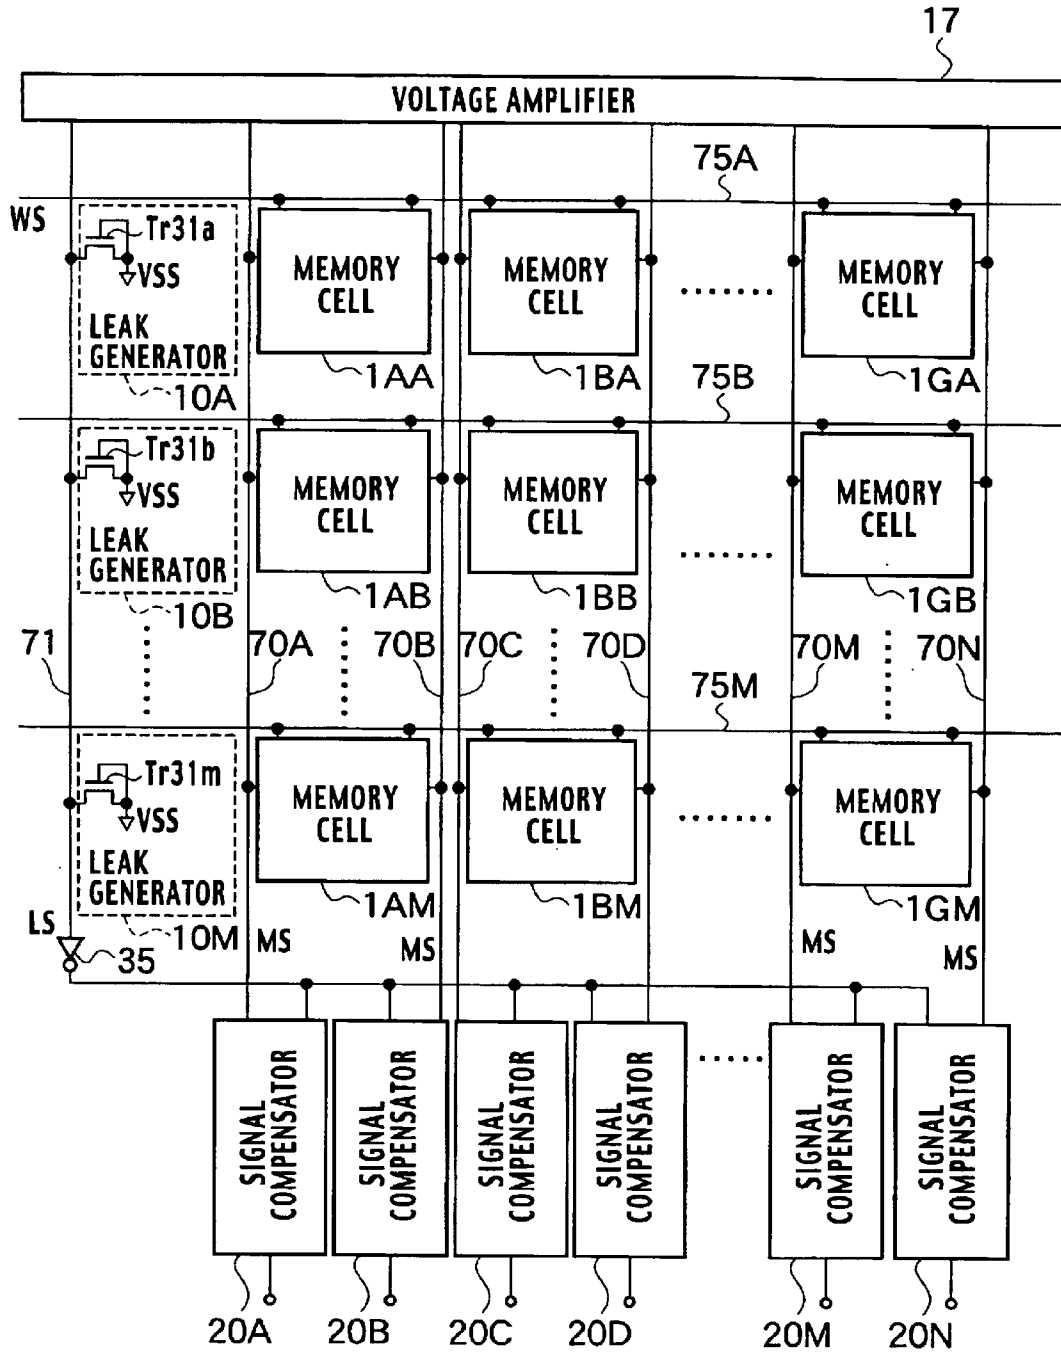 17
VOLTAGE AMPLIFIER
75A
WS
Tr31a
VSS
LEAK
GENERATOR
10A
MEMORY
CELL
1AA
MEMORY
CELL
1BA
.......
MEMORY
CELL
1GA
75B
Tr31b
VSS
LEAK
GENERATOR
10B
MEMORY
CELL
1AB
MEMORY
CELL
1BB
.......
MEMORY
CELL
1GB
71
70A
70B
70C
70D
70M
70N
75M
Tr31m
VSS
LEAK
GENERATOR
10M
MEMORY
CELL
1AM
MEMORY
CELL
1BM
.......
MEMORY
CELL
1GM
LS
35
MS
MS
MS
MS
SIGNAL
COMPENSATOR
SIGNAL
COMPENSATOR
SIGNAL
COMPENSATOR
SIGNAL
COMPENSATOR
.....
SIGNAL
COMPENSATOR
SIGNAL
COMPENSATOR
20A
20B
20C
20D
20M
20N